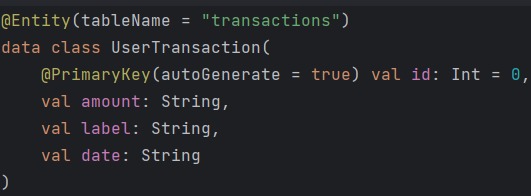 @Entity(tableName = "transactions")
data class UserTransaction(
    @PrimaryKey(autoGenerate = true) val id: Int = 0,
    val amount: String,
    val label: String,
    val date: String
)